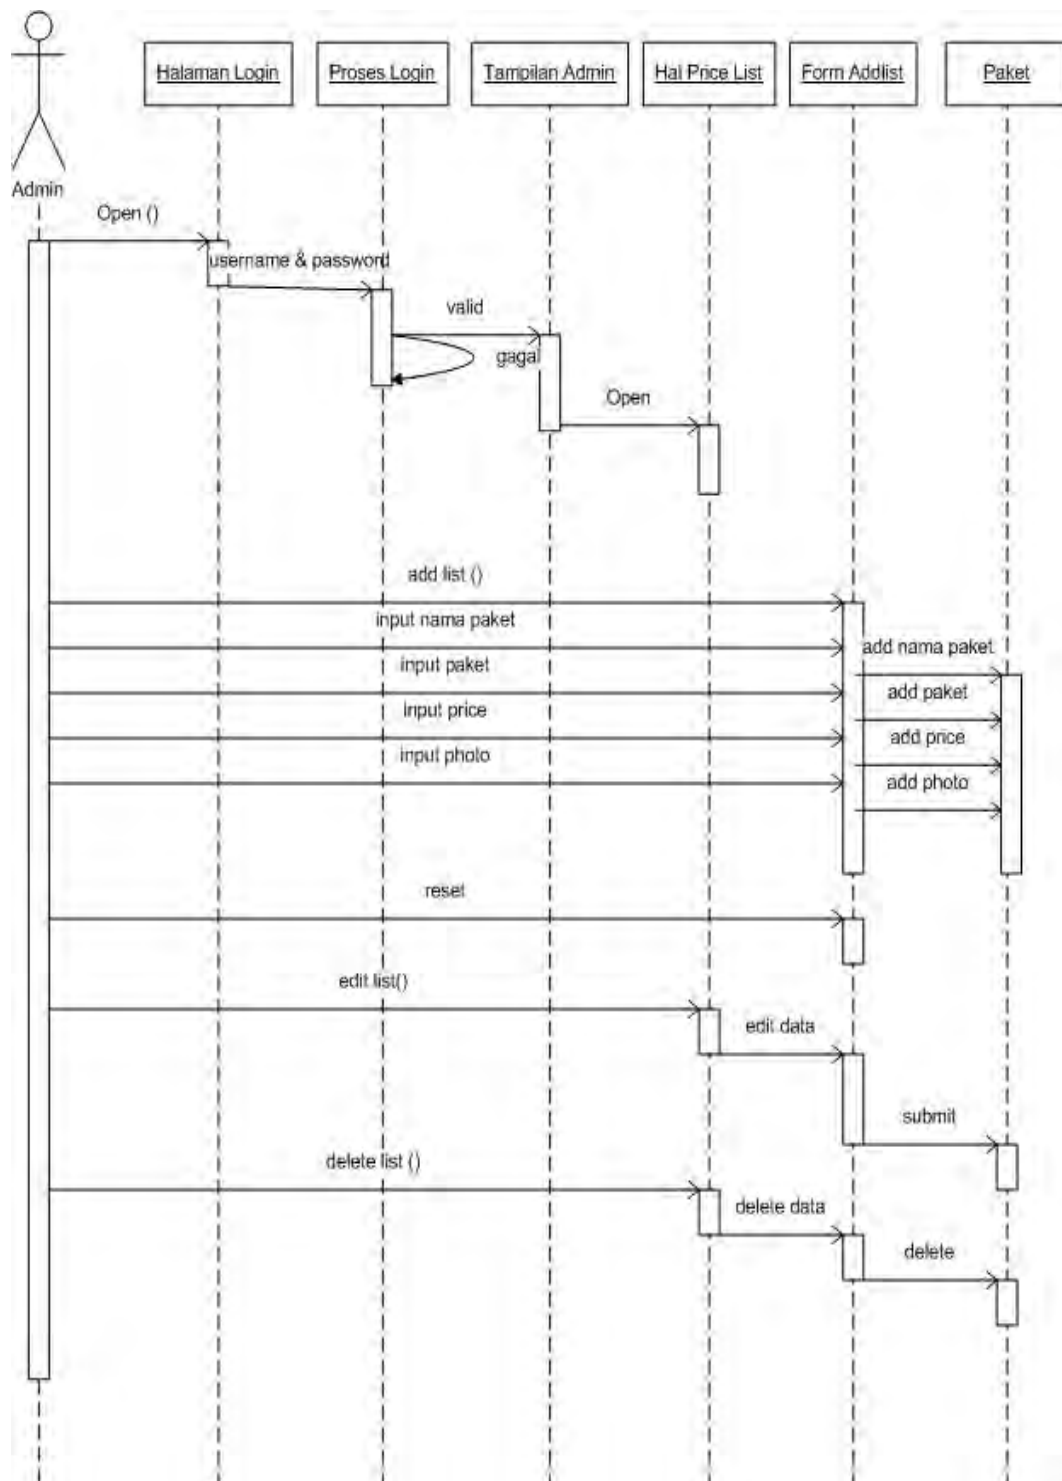 Halaman Login
Proses Login
Tampilan Admin
Hal Price List
Form Addlist
Paket
Admin
Open ()
username & password
valid
gagal
Open
add list ()
input nama paket
add nama paket
input paket
add paket
input price
add price
input photo
add photo
reset
edit list()
edit data
submit
delete list ()
delete data
delete